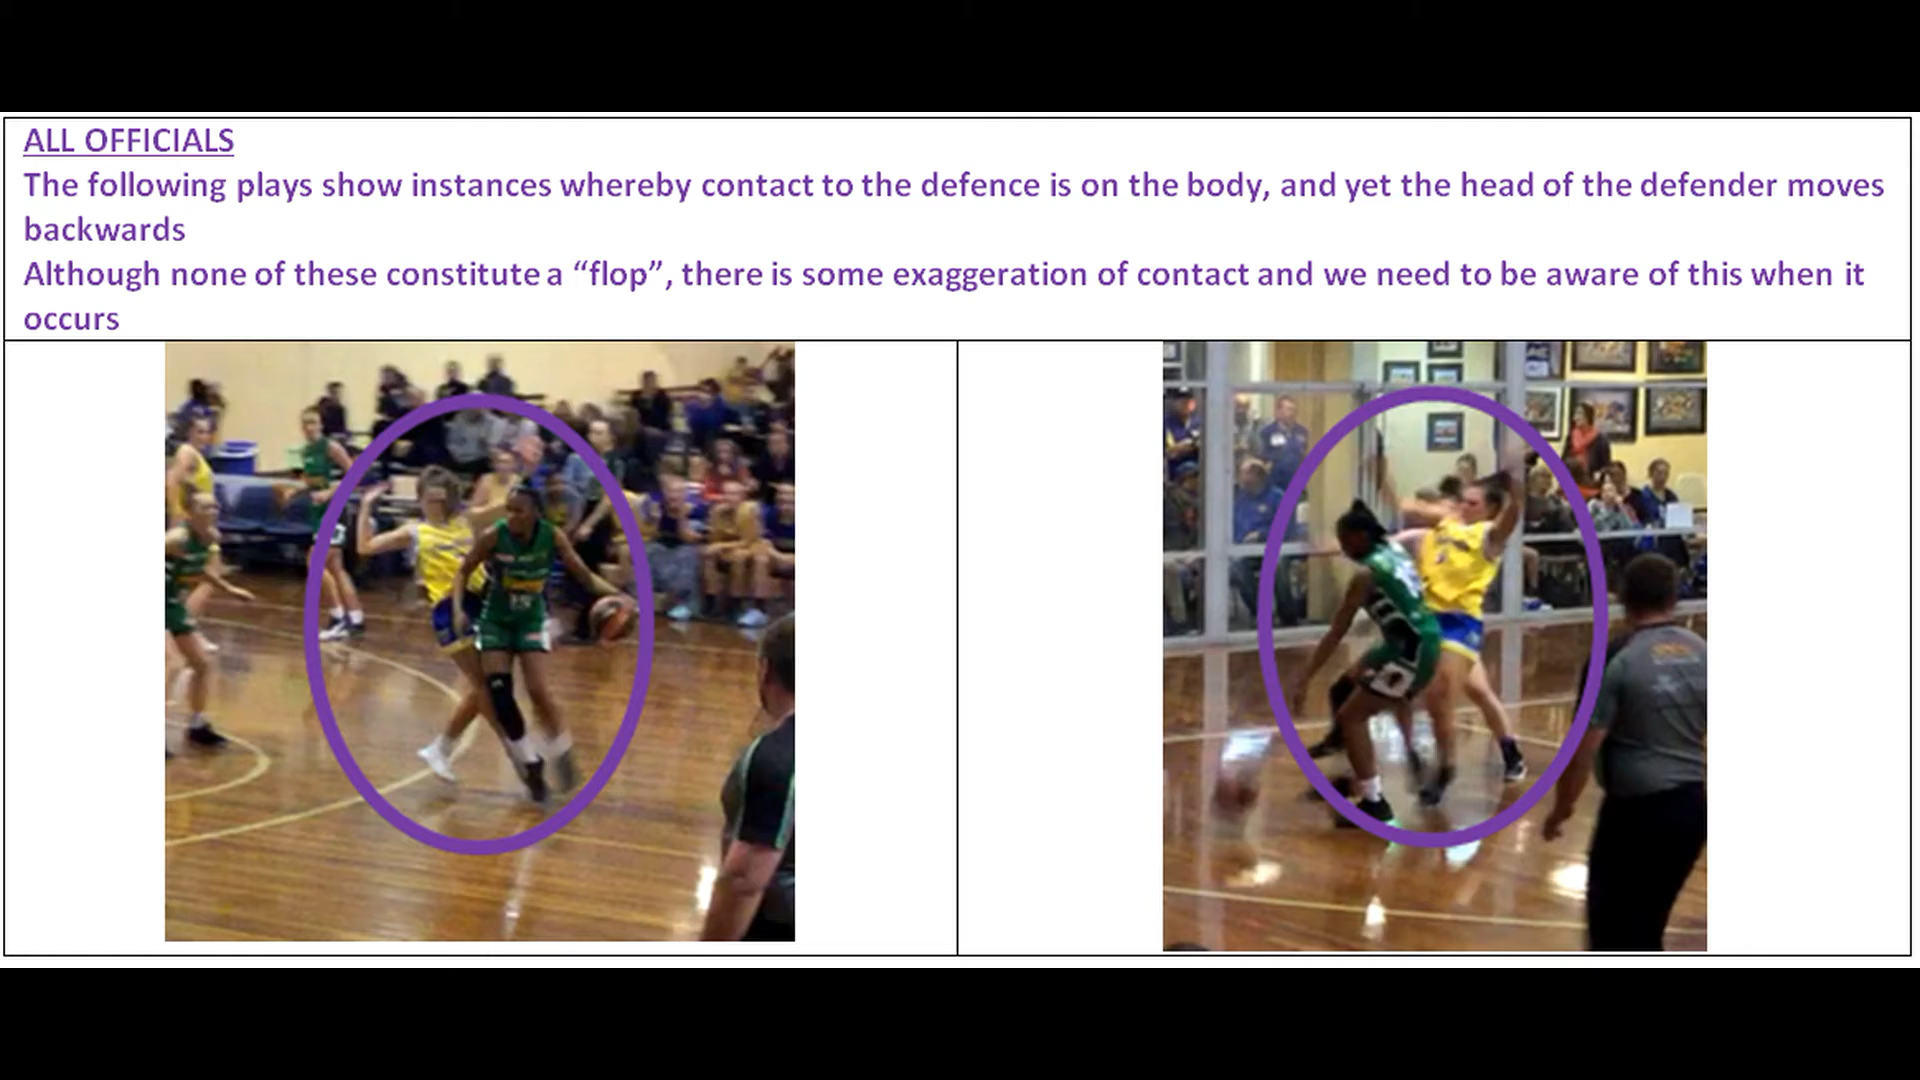 ALL OFFICIALS
The following plays show instances whereby contact to the defence is on the body, and yet the head of the defender moves
backwards
Although none of these constitute a “flop”, there is some exaggeration of contact and we need to be aware of this when it
occurs
15